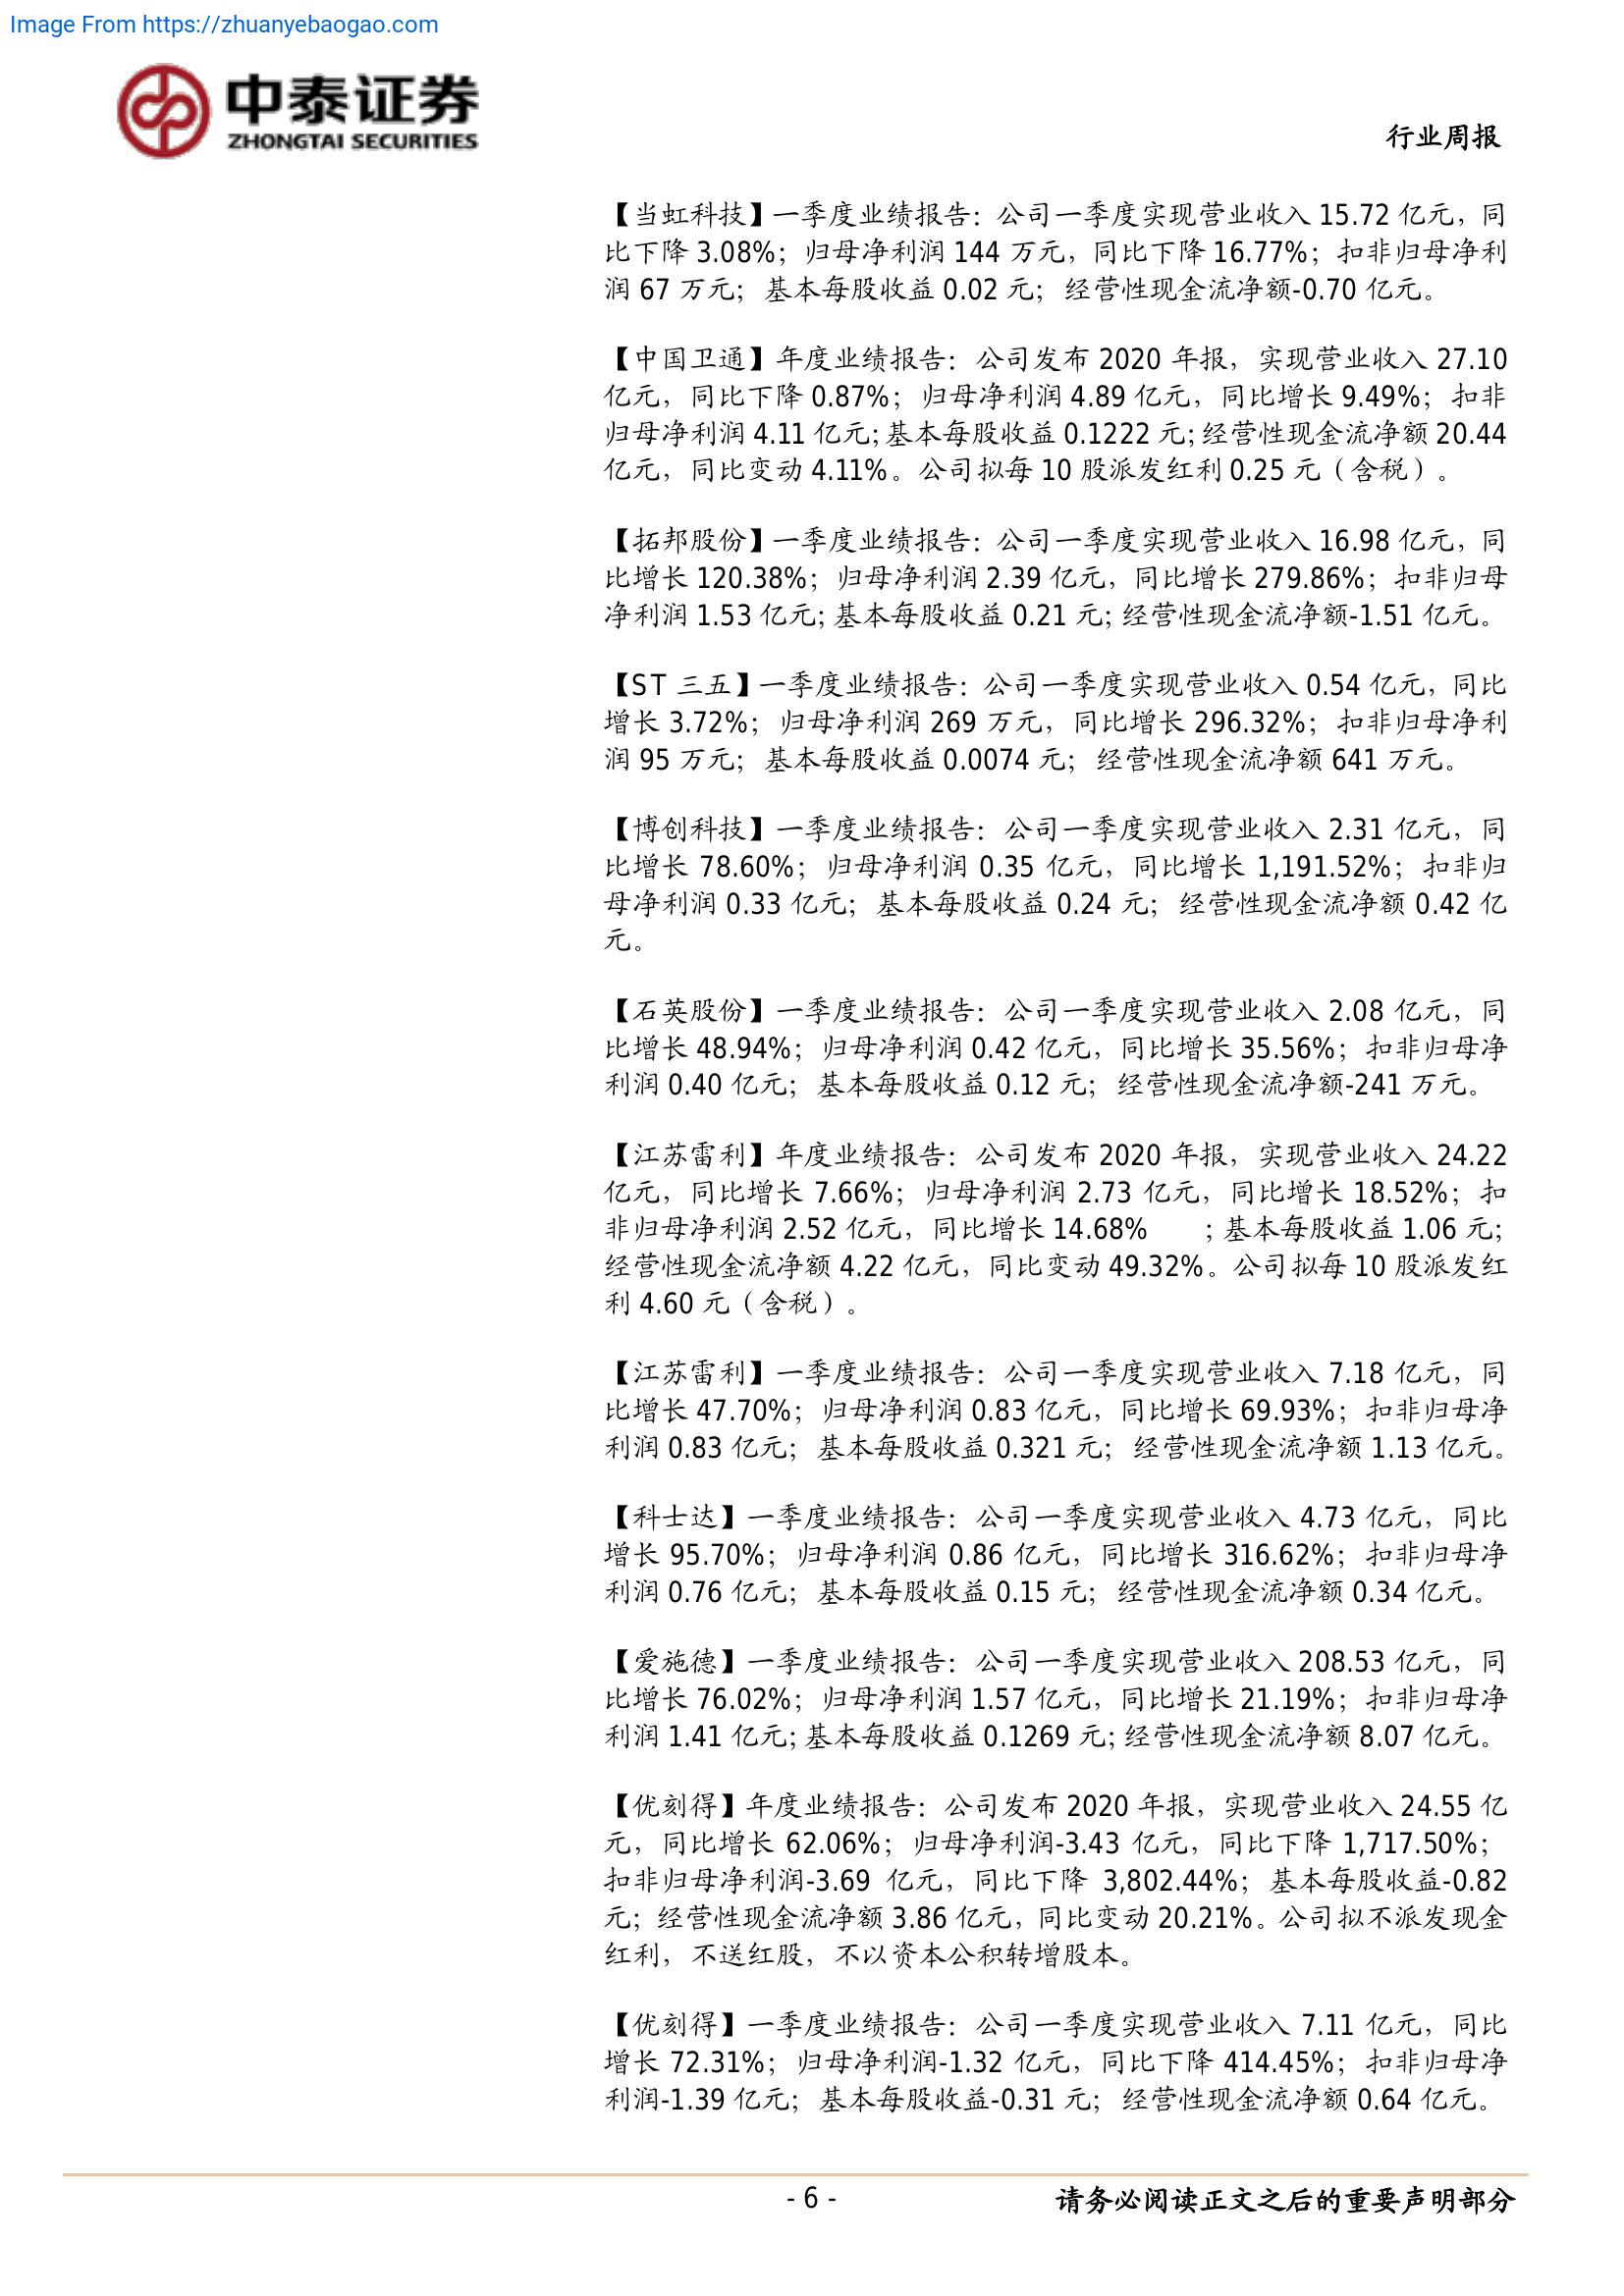 Image From https://zhuanyebaogao.com
中泰证券
ZHONGTAI SECURITIES
行业周报
【当虹科技】一季度业绩报告：公司一季度实现营业收入 15.72 亿元，同
比下降 3.08%；归母净利润 144 万元，同比下降 16.77%；扣非归母净利
润 67 万元；基本每股收益 0.02 元；经营性现金流净额-0.70 亿元。
【中国卫通】年度业绩报告：公司发布 2020 年报，实现营业收入 27.10
亿元，同比下降 0.87%；归母净利润 4.89 亿元，同比增长 9.49%；扣非
归母净利润 4.11 亿元；基本每股收益 0.1222 元；经营性现金流净额 20.44
亿元，同比变动 4.11%。公司拟每 10 股派发红利 0.25 元（含税）。
【拓邦股份】一季度业绩报告：公司一季度实现营业收入 16.98 亿元，同
比增长 120.38%；归母净利润 2.39 亿元，同比增长 279.86%；扣非归母
净利润 1.53 亿元；基本每股收益 0.21 元；经营性现金流净额-1.51 亿元。
【ST 三五】一季度业绩报告：公司一季度实现营业收入 0.54 亿元，同比
增长 3.72%；归母净利润 269 万元，同比增长 296.32%；扣非归母净利
润 95 万元；基本每股收益 0.0074 元；经营性现金流净额 641 万元。
【博创科技】一季度业绩报告：公司一季度实现营业收入 2.31 亿元，同
比增长 78.60%；归母净利润 0.35 亿元，同比增长 1,191.52%；扣非归
母净利润 0.33 亿元；基本每股收益 0.24 元；经营性现金流净额 0.42 亿
元。
【石英股份】一季度业绩报告：公司一季度实现营业收入 2.08 亿元，同
比增长 48.94%；归母净利润 0.42 亿元，同比增长 35.56%；扣非归母净
利润 0.40 亿元；基本每股收益 0.12 元；经营性现金流净额-241 万元。
【江苏雷利】年度业绩报告：公司发布 2020 年报，实现营业收入 24.22
亿元，同比增长 7.66%；归母净利润 2.73 亿元，同比增长 18.52%；扣
非归母净利润 2.52 亿元，同比增长 14.68% ；基本每股收益 1.06 元；
经营性现金流净额 4.22 亿元，同比变动 49.32%。公司拟每 10 股派发红
利 4.60 元（含税）。
【江苏雷利】一季度业绩报告：公司一季度实现营业收入 7.18 亿元，同
比增长 47.70%；归母净利润 0.83 亿元，同比增长 69.93%；扣非归母净
利润 0.83 亿元；基本每股收益 0.321 元；经营性现金流净额 1.13 亿元。
【科士达】一季度业绩报告：公司一季度实现营业收入 4.73 亿元，同比
增长 95.70%；归母净利润 0.86 亿元，同比增长 316.62%；扣非归母净
利润 0.76 亿元；基本每股收益 0.15 元；经营性现金流净额 0.34 亿元。
【爱施德】一季度业绩报告：公司一季度实现营业收入 208.53 亿元，同
比增长 76.02%；归母净利润 1.57 亿元，同比增长 21.19%；扣非归母净
利润 1.41 亿元；基本每股收益 0.1269 元；经营性现金流净额 8.07 亿元。
【优刻得】年度业绩报告：公司发布 2020 年报，实现营业收入 24.55 亿
元，同比增长 62.06%；归母净利润-3.43 亿元，同比下降 1,717.50%；
扣非归母净利润-3.69 亿元，同比下降 3,802.44%；基本每股收益-0.82
元；经营性现金流净额 3.86 亿元，同比变动 20.21%。公司拟不派发现金
红利，不送红股，不以资本公积转增股本。
【优刻得】一季度业绩报告：公司一季度实现营业收入 7.11 亿元，同比
增长 72.31%；归母净利润-1.32 亿元，同比下降 414.45%；扣非归母净
利润-1.39 亿元；基本每股收益-0.31 元；经营性现金流净额 0.64 亿元。
- 6 -
请务必阅读正文之后的重要声明部分